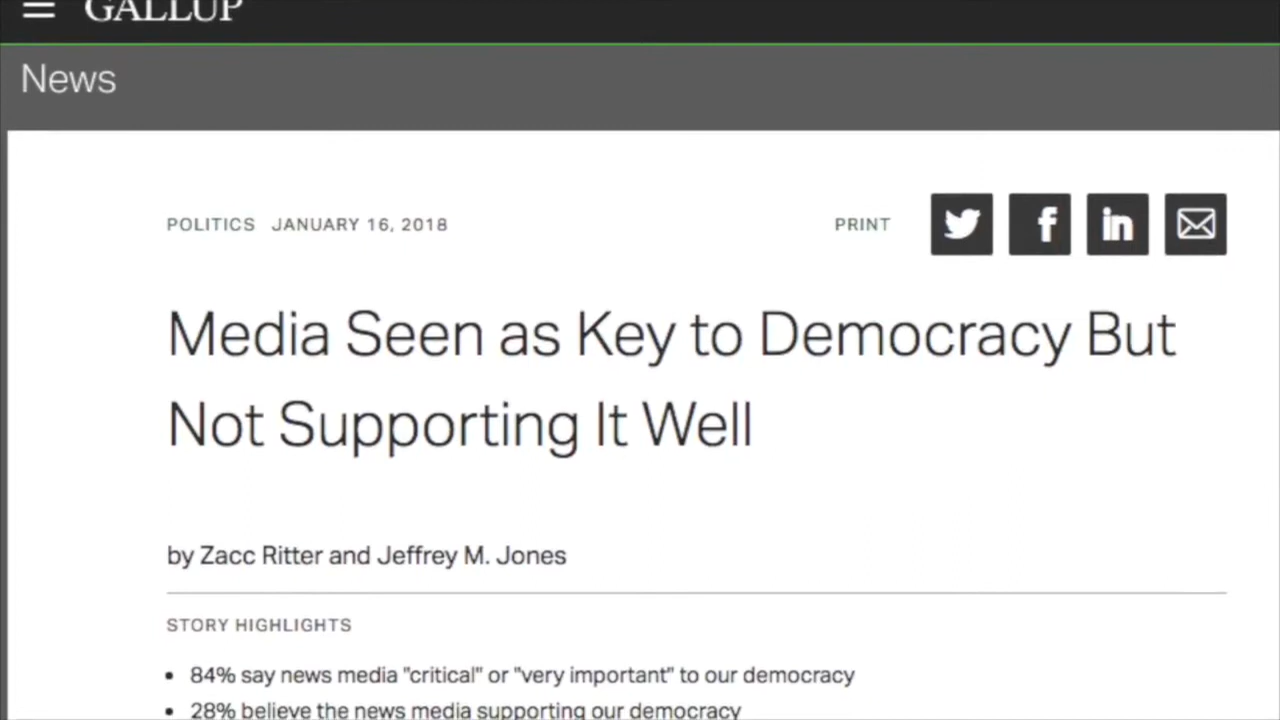 GALLUP
News
POLITICS JANUARY 16, 2018 PRINT
Media Seen as Key to Democracy But
Not Supporting It Well
by Zacc Ritter and Jeffrey M. Jones
STORY HIGHLIGHTS
• 84% say news media "critical" or "very important" to our democracy
• 28% believe the news media supporting our democracy